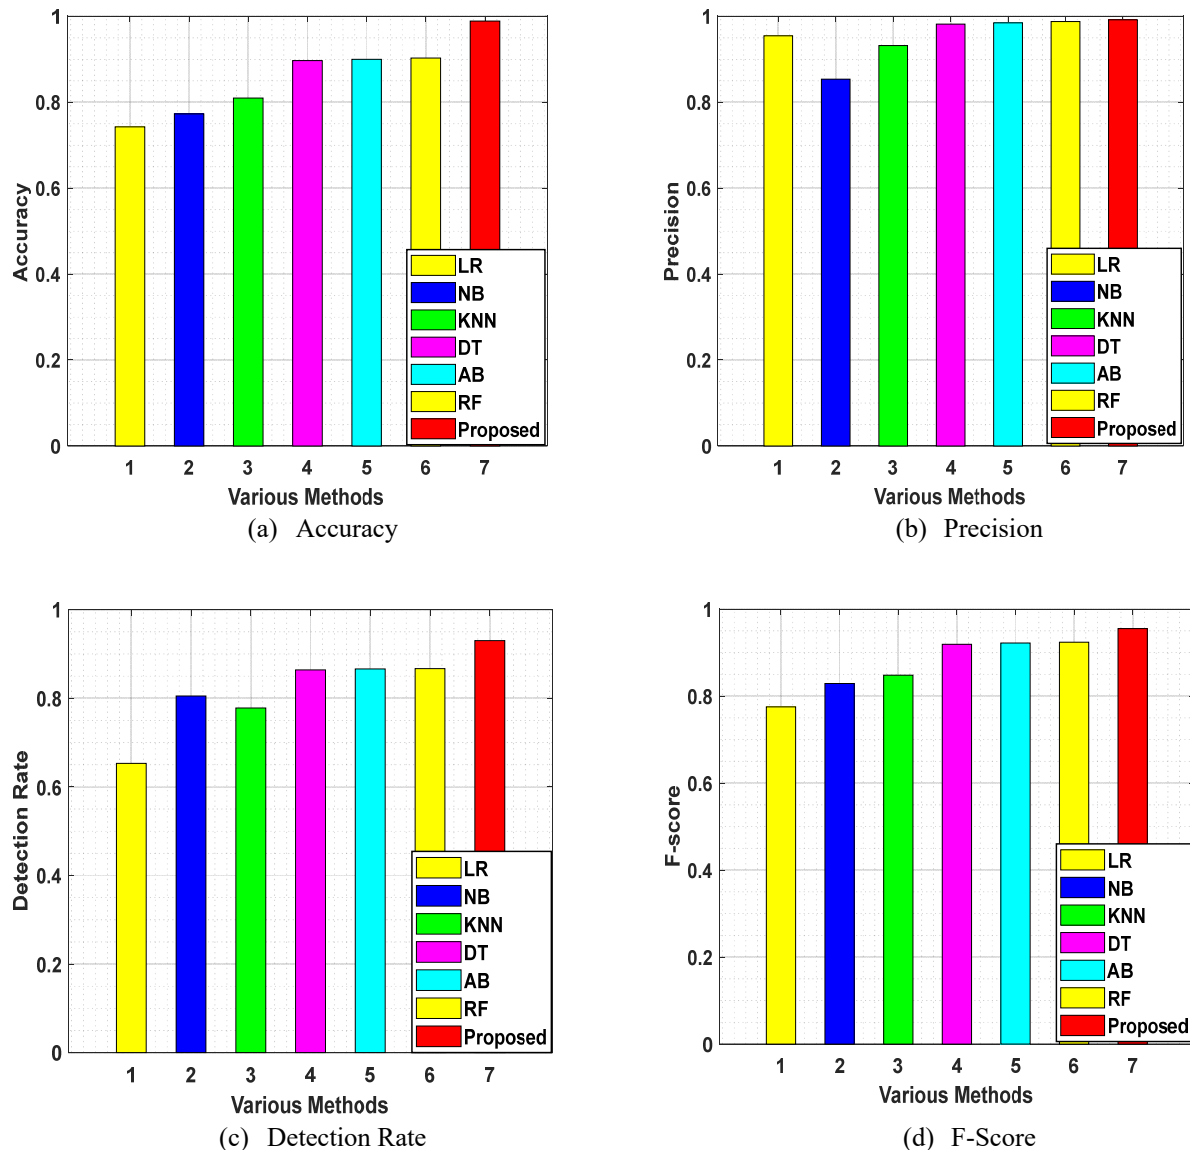 1
0.8
0.6
0.4
0.2
0
Accuracy
LR
NB
KNN
DT
AB
RF
Proposed
1 2 3 4 5 6 7
Various Methods
(a) Accuracy
1
0.8
0.6
0.4
0.2
0
Precision
LR
NB
KNN
DT
AB
RF
Proposed
1 2 3 4 5 6 7
Various Methods
(b) Precision
1
0.8
0.6
0.4
0.2
0
Detection Rate
LR
NB
KNN
DT
AB
RF
Proposed
1 2 3 4 5 6 7
Various Methods
(c) Detection Rate
1
0.8
0.6
0.4
0.2
0
F-score
LR
NB
KNN
DT
AB
RF
Proposed
1 2 3 4 5 6 7
Various Methods
(d) F-Score